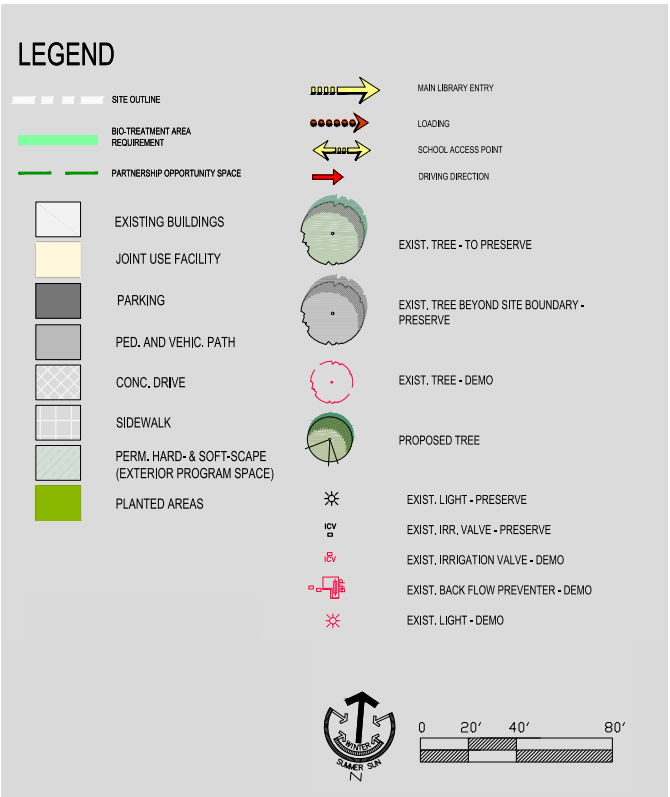 LEGEND
SITE OUTLINE
BIO-TREATMENT AREA
REQUIREMENT
PARTNERSHIP OPPORTUNITY SPACE
EXISTING BUILDINGS
JOINT USE FACILITY
PARKING
PED. AND VEHIC. PATH
CONC. DRIVE
SIDEWALK
PERM. HARD- & SOFT-SCAPE
(EXTERIOR PROGRAM SPACE)
PLANTED AREAS
MAIN LIBRARY ENTRY
LOADING
SCHOOL ACCESS POINT
DRIVING DIRECTION
EXIST. TREE - TO PRESERVE
EXIST. TREE BEYOND SITE BOUNDARY -
PRESERVE
EXIST. TREE - DEMO
PROPOSED TREE
EXIST. LIGHT - PRESERVE
ICV
EXIST. IRR. VALVE - PRESERVE
ICV
EXIST. IRRIGATION VALVE - DEMO
EXIST. BACK FLOW PREVENTER - DEMO
EXIST. LIGHT - DEMO
WINTER
SUMMER SUN
N
0 20' 40' 80'